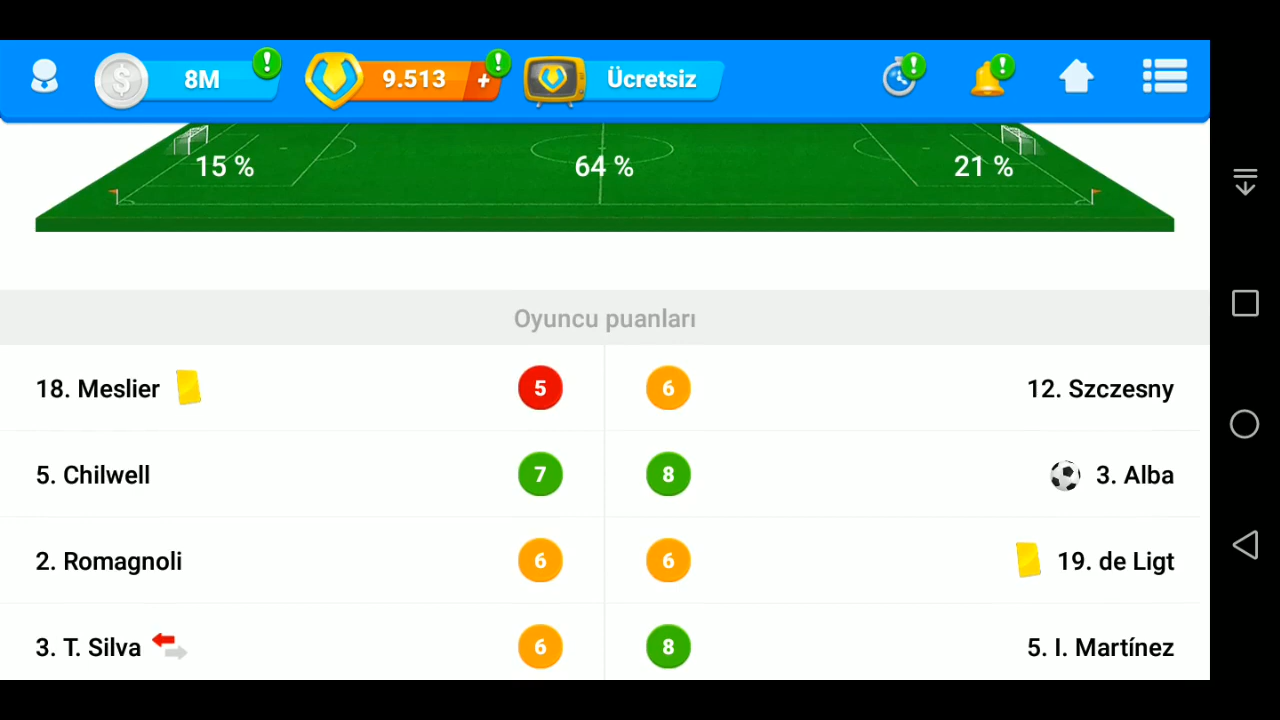 8M 9.513 + Ücretsiz
15 % 64 % 21 %
Oyuncu puanları
18. Meslier 5 6 12. Szczesny
5. Chilwell 7 8 3. Alba
2. Romagnoli 6 6 19. de Ligt
3. T. Silva 6 8 5. I. Martínez